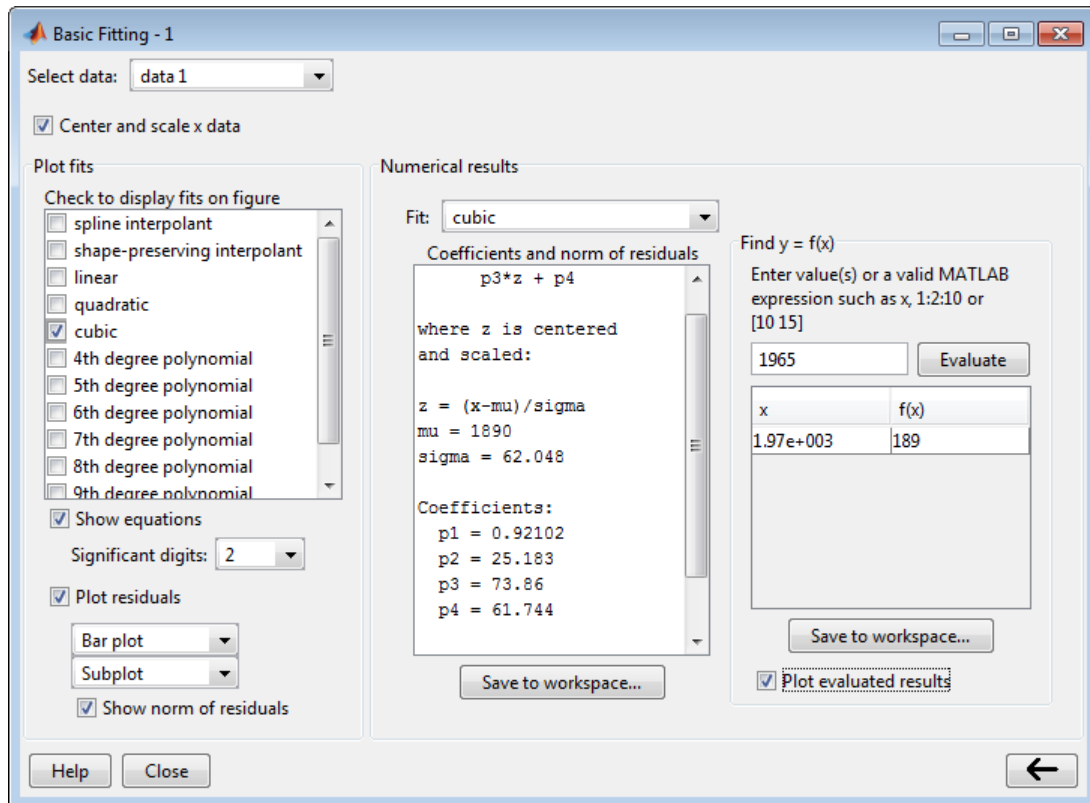 Basic Fitting - 1
Select data: data 1
Center and scale x data
Plot fits
Check to display fits on figure
spline interpolant
shape-preserving interpolant
linear
quadratic
cubic
4th degree polynomial
5th degree polynomial
6th degree polynomial
7th degree polynomial
8th degree polynomial
9th degree polynomial
Show equations
Significant digits: 2
Plot residuals
Bar plot
Subplot
Show norm of residuals
Numerical results
Fit: cubic
Coefficients and norm of residuals
p3*z + p4
where z is centered
and scaled:
z = (x-mu)/sigma
mu = 1890
sigma = 62.048
Coefficients:
p1 = 0.92102
p2 = 25.183
p3 = 73.86
p4 = 61.744
Save to workspace...
Find y = f(x)
Enter value(s) or a valid MATLAB
expression such as x, 1:2:10 or
[10 15]
1965 Evaluate
x f(x)
1.97e+003 189
Save to workspace...
Plot evaluated results
Help Close